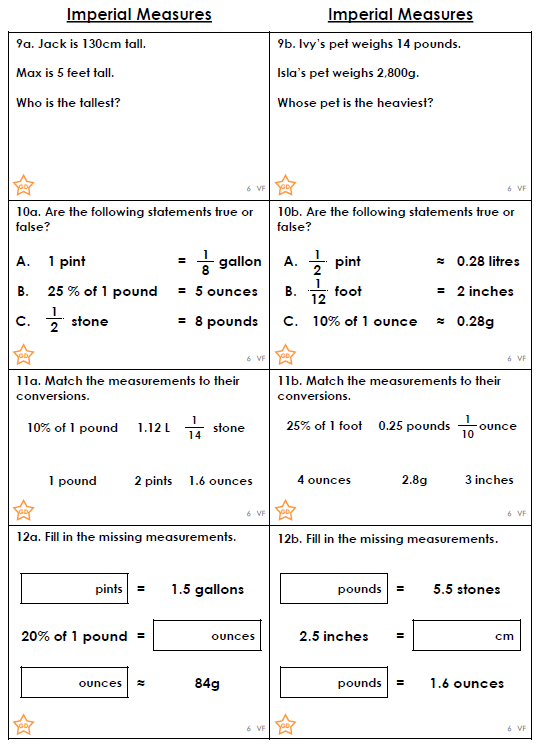 Imperial Measures
9a. Jack is 130cm tall.
Max is 5 feet tall.
Who is the tallest?
GD
6 VF
10a. Are the following statements true or
false?
A. 1 pint = 1/8 gallon
B. 25 % of 1 pound = 5 ounces
C. 1/2 stone = 8 pounds
GD
6 VF
11a. Match the measurements to their
conversions.
10% of 1 pound 1.12 L 1/14 stone
1 pound 2 pints 1.6 ounces
GD
6 VF
12a. Fill in the missing measurements.
pints = 1.5 gallons
20% of 1 pound = ounces
ounces ≈ 84g
GD
6 VF
Imperial Measures
9b. Ivy’s pet weighs 14 pounds.
Isla’s pet weighs 2,800g.
Whose pet is the heaviest?
GD
6 VF
10b. Are the following statements true or
false?
A. 1/2 pint ≈ 0.28 litres
B. 1/12 foot = 2 inches
C. 10% of 1 ounce ≈ 0.28g
GD
6 VF
11b. Match the measurements to their
conversions.
25% of 1 foot 0.25 pounds 1/10 ounce
4 ounces 2.8g 3 inches
GD
6 VF
12b. Fill in the missing measurements.
pounds = 5.5 stones
2.5 inches = cm
pounds = 1.6 ounces
GD
6 VF